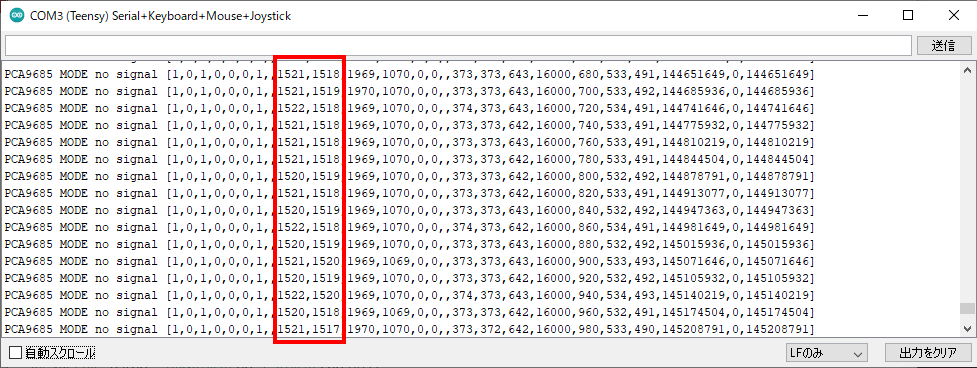 COM3 (Teensy) Serial+Keyboard+Mouse+Joystick
送信
PCA9685 MODE no signal [1,0,1,0,0,0,1,,1521,1518,1969,1070,0,0,,373,373,643,16000,680,533,491,144651649,0,144651649]
PCA9685 MODE no signal [1,0,1,0,0,0,1,,1521,1519,1970,1070,0,0,,373,373,643,16000,700,533,492,144685936,0,144685936]
PCA9685 MODE no signal [1,0,1,0,0,0,1,,1522,1518,1969,1070,0,0,,373,373,643,16000,720,534,491,144741646,0,144741646]
PCA9685 MODE no signal [1,0,1,0,0,0,1,,1521,1518,1969,1070,0,0,,373,373,642,16000,740,533,491,144775932,0,144775932]
PCA9685 MODE no signal [1,0,1,0,0,0,1,,1521,1518,1969,1070,0,0,,373,373,643,16000,760,533,491,144810219,0,144810219]
PCA9685 MODE no signal [1,0,1,0,0,0,1,,1521,1518,1969,1070,0,0,,373,373,642,16000,780,533,491,144844504,0,144844504]
PCA9685 MODE no signal [1,0,1,0,0,0,1,,1520,1519,1969,1070,0,0,,373,373,642,16000,800,532,492,144878791,0,144878791]
PCA9685 MODE no signal [1,0,1,0,0,0,1,,1521,1518,1969,1070,0,0,,373,373,642,16000,820,533,491,144913077,0,144913077]
PCA9685 MODE no signal [1,0,1,0,0,0,1,,1520,1519,1969,1070,0,0,,373,373,643,16000,840,532,492,144947363,0,144947363]
PCA9685 MODE no signal [1,0,1,0,0,0,1,,1522,1518,1969,1070,0,0,,374,373,642,16000,860,534,491,144981649,0,144981649]
PCA9685 MODE no signal [1,0,1,0,0,0,1,,1520,1519,1969,1070,0,0,,373,373,643,16000,880,532,492,145015936,0,145015936]
PCA9685 MODE no signal [1,0,1,0,0,0,1,,1521,1520,1969,1069,0,0,,373,373,643,16000,900,533,493,145071646,0,145071646]
PCA9685 MODE no signal [1,0,1,0,0,0,1,,1520,1519,1969,1070,0,0,,373,373,642,16000,920,532,492,145105932,0,145105932]
PCA9685 MODE no signal [1,0,1,0,0,0,1,,1522,1520,1969,1070,0,0,,374,373,643,16000,940,534,493,145140219,0,145140219]
PCA9685 MODE no signal [1,0,1,0,0,0,1,,1520,1518,1969,1069,0,0,,373,373,642,16000,960,532,491,145174504,0,145174504]
PCA9685 MODE no signal [1,0,1,0,0,0,1,,1521,1517,1970,1070,0,0,,373,372,642,16000,980,533,490,145208791,0,145208791]
自動スクロール
LFのみ
出力をクリア